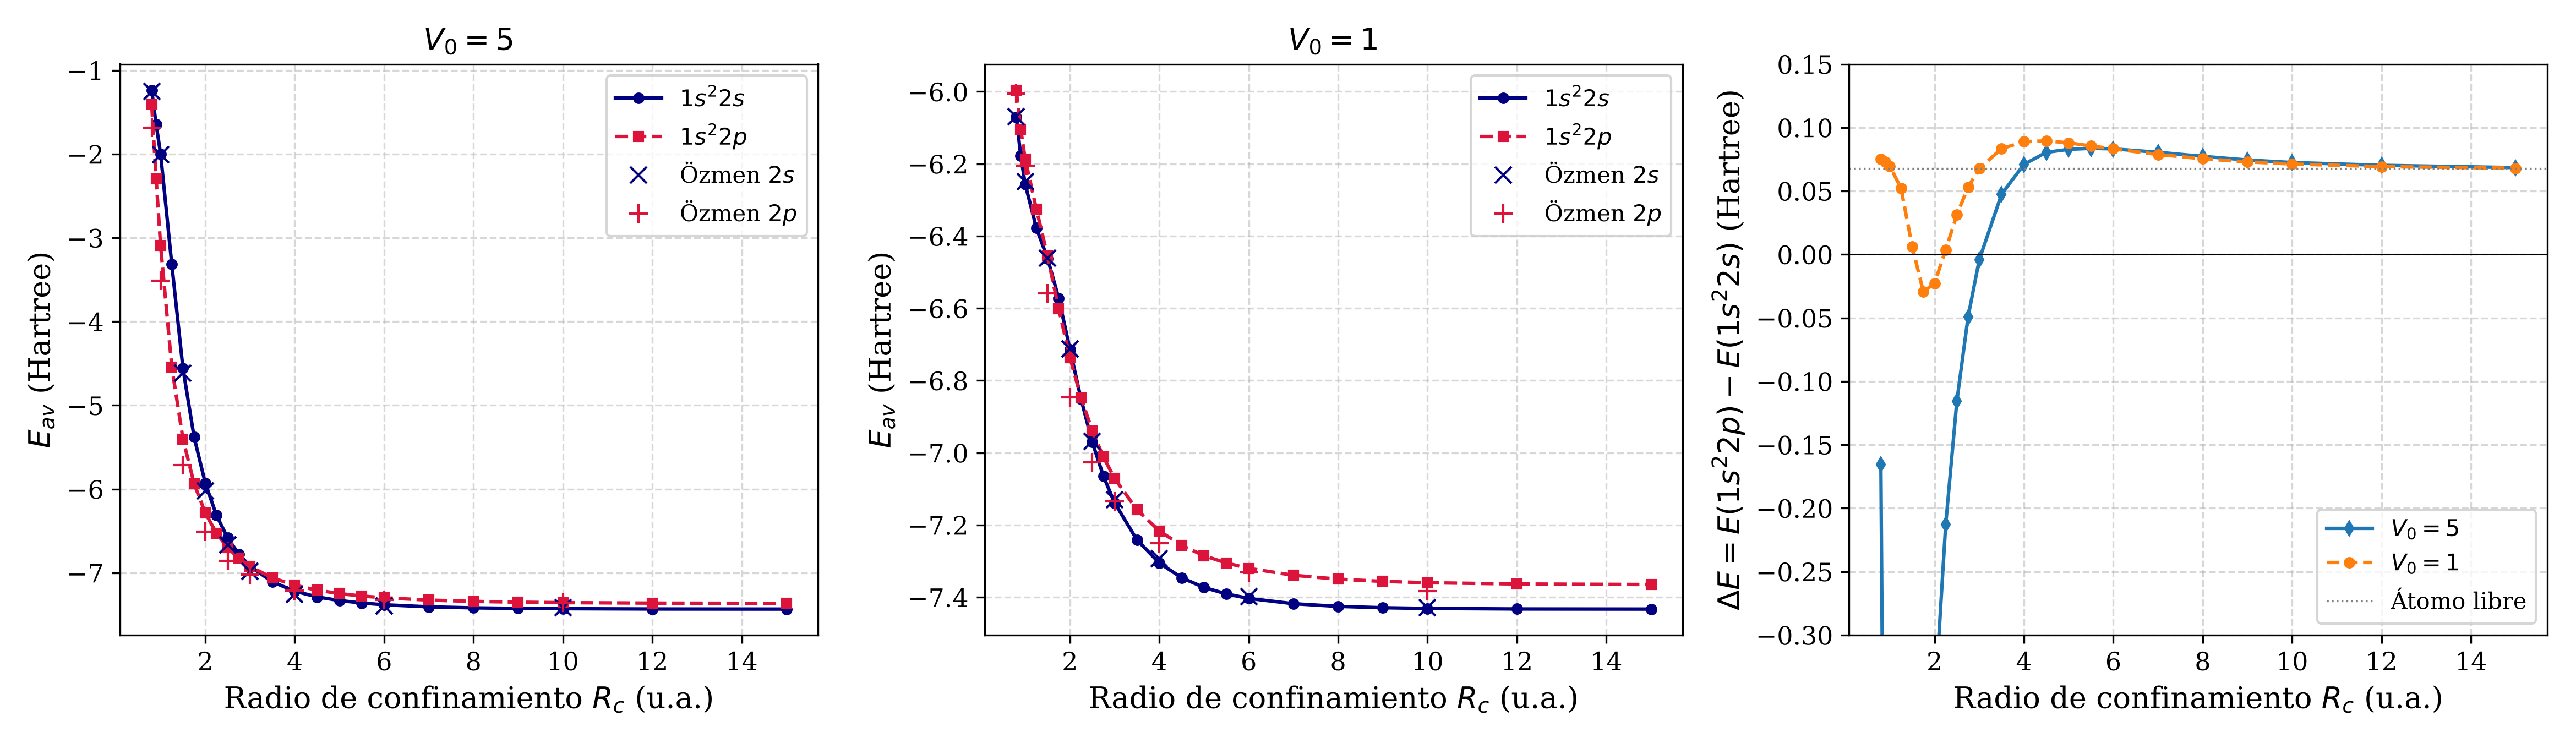 V₀ = 5
−1
−2
−3
−4
−5
−6
−7
E_av (Hartree)
2 4 6 8 10 12 14
Radio de confinamiento R_c (u.a.)
1s²2s
1s²2p
Özmen 2s
Özmen 2p
V₀ = 1
−6.0
−6.2
−6.4
−6.6
−6.8
−7.0
−7.2
−7.4
E_av (Hartree)
2 4 6 8 10 12 14
Radio de confinamiento R_c (u.a.)
1s²2s
1s²2p
Özmen 2s
Özmen 2p
0.15
0.10
0.05
0.00
−0.05
−0.10
−0.15
−0.20
−0.25
−0.30
ΔE = E(1s²2p) − E(1s²2s) (Hartree)
2 4 6 8 10 12 14
Radio de confinamiento R_c (u.a.)
V₀ = 5
V₀ = 1
Átomo libre